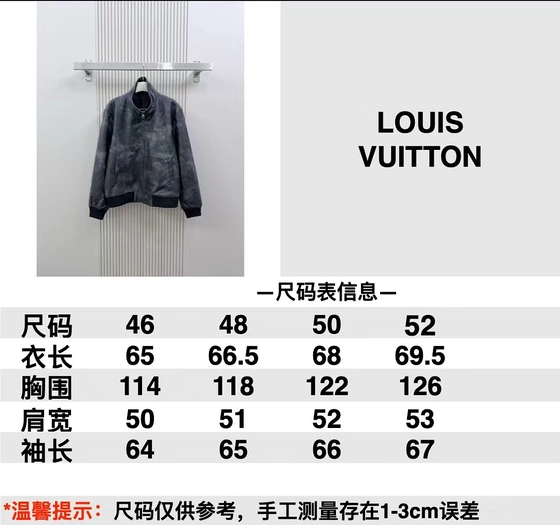 LOUIS
VUITTON
—尺码表信息—
尺码 46 48 50 52
衣长 65 66.5 68 69.5
胸围 114 118 122 126
肩宽 50 51 52 53
袖长 64 65 66 67
*温馨提示：尺码仅供参考，手工测量存在1-3cm误差